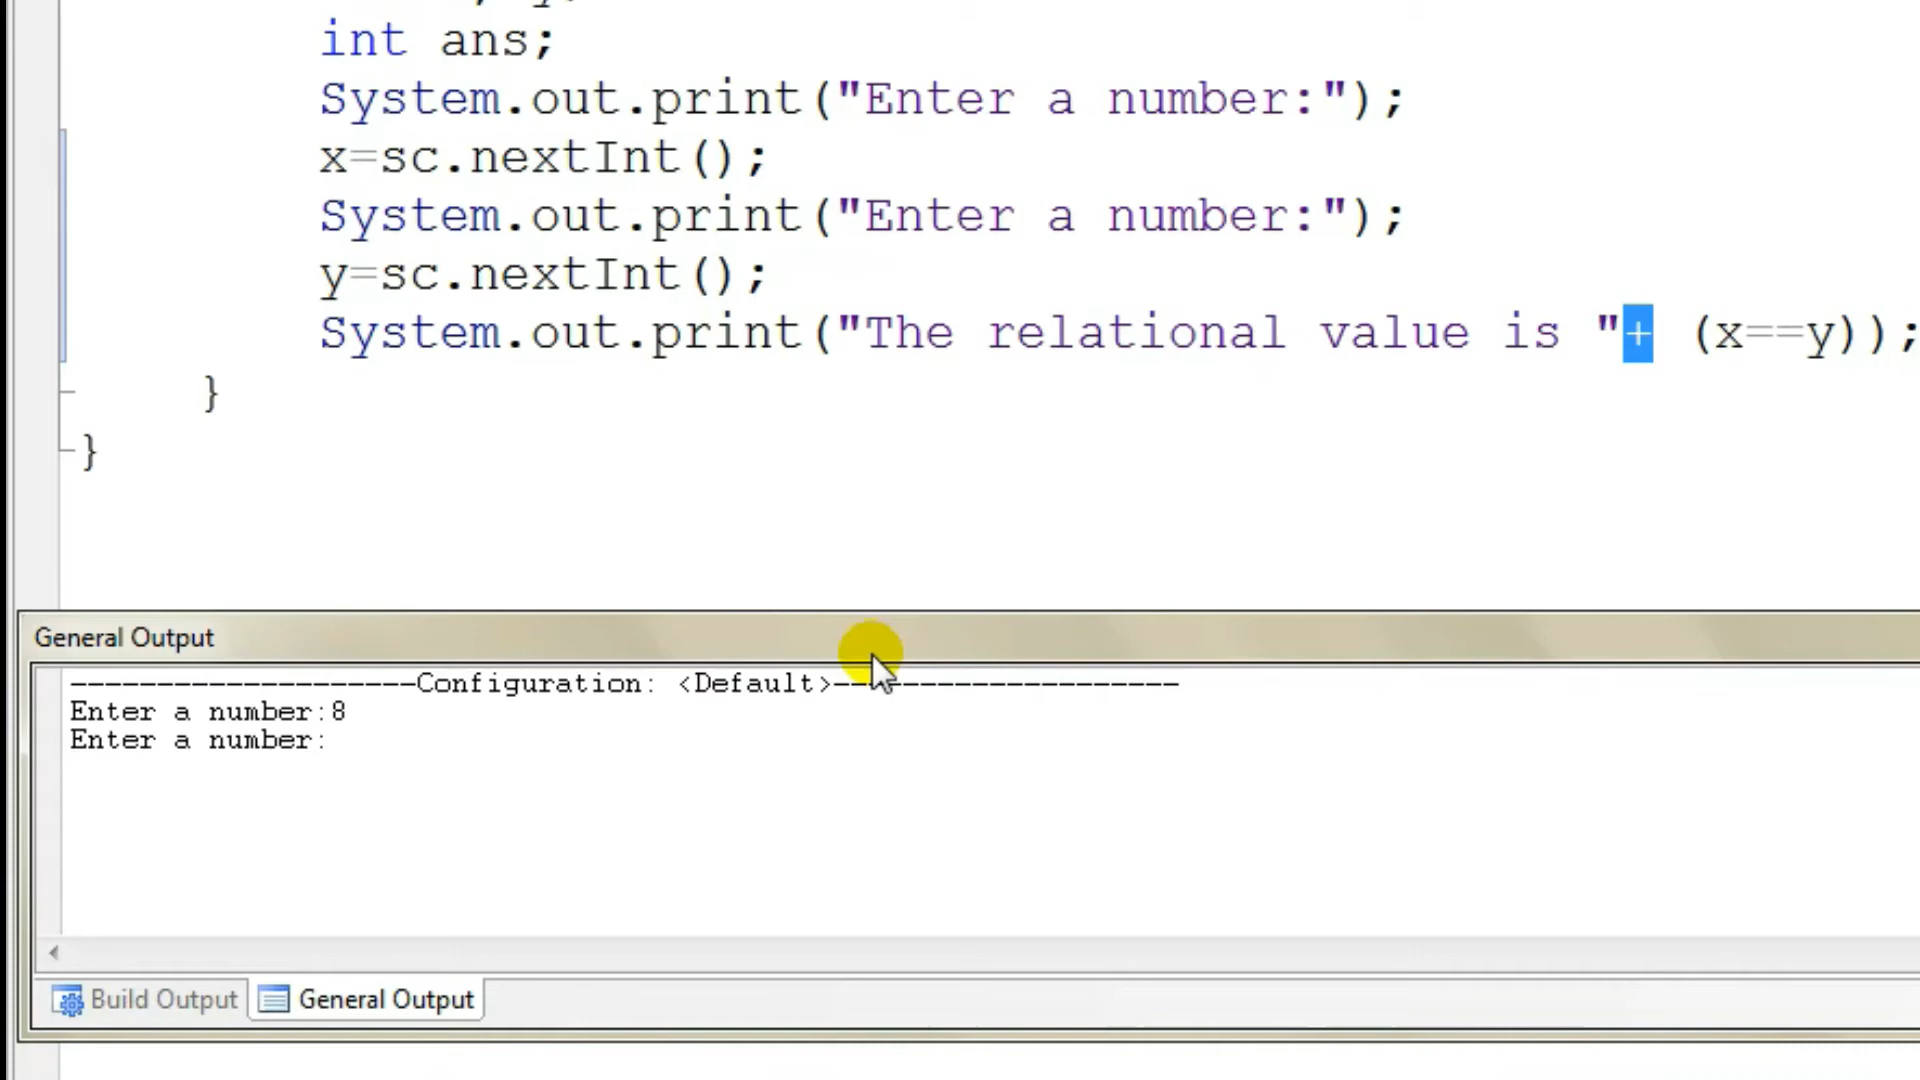 int ans;
System.out.print("Enter a number:");
x=sc.nextInt();
System.out.print("Enter a number:");
y=sc.nextInt();
System.out.print("The relational value is "+ (x==y));
}
}
General Output
--------------------Configuration: <Default>--------------------
Enter a number:8
Enter a number:
Build Output
General Output